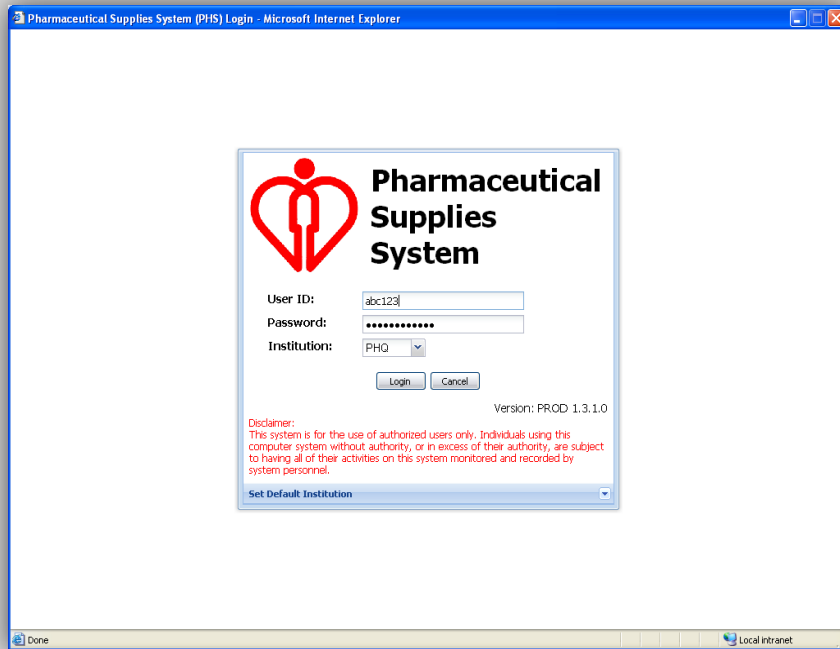 Pharmaceutical Supplies System (PHS) Login - Microsoft Internet Explorer
Pharmaceutical
Supplies
System
User ID: abc123
Password: ●●●●●●●●●●●●
Institution: PHQ
Login Cancel
Version: PROD 1.3.1.0
Disclaimer:
This system is for the use of authorized users only. Individuals using this
computer system without authority, or in excess of their authority, are subject
to having all of their activities on this system monitored and recorded by
system personnel.
Set Default Institution
Done Local intranet